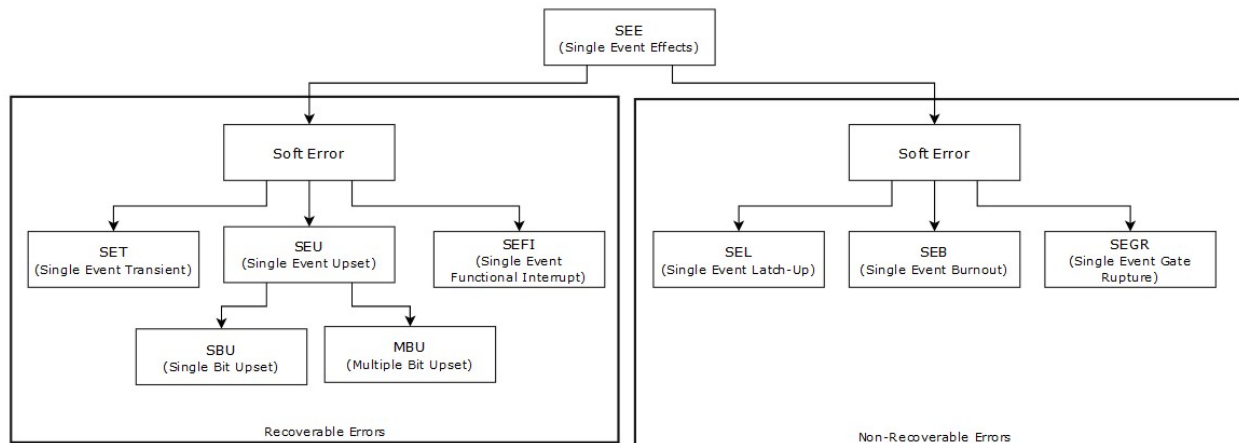 SEE
(Single Event Effects)
Soft Error
SET
(Single Event Transient)
SEU
(Single Event Upset)
SEFI
(Single Event
Functional Interrupt)
SBU
(Single Bit Upset)
MBU
(Multiple Bit Upset)
Recoverable Errors
Soft Error
SEL
(Single Event Latch-Up)
SEB
(Single Event Burnout)
SEGR
(Single Event Gate
Rupture)
Non-Recoverable Errors